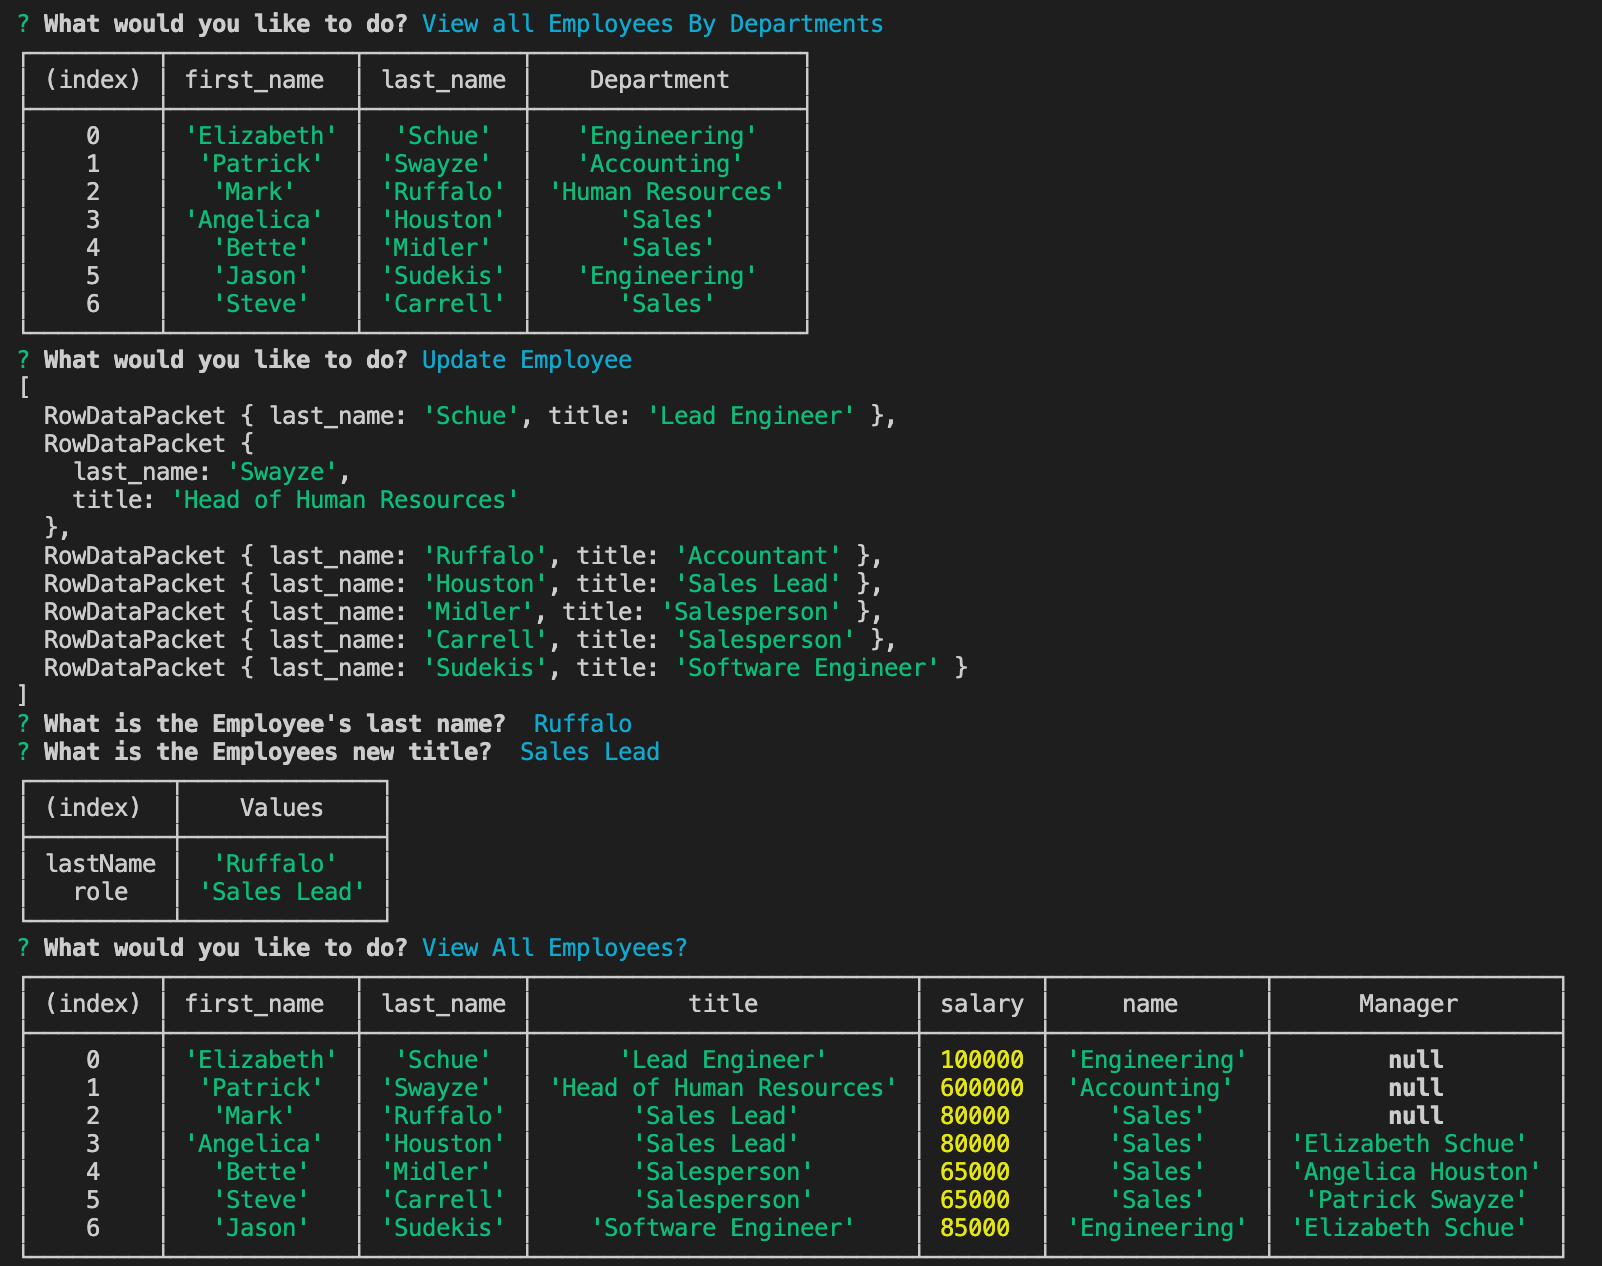 ? What would you like to do? View all Employees By Departments
(index) first_name last_name Department
0 'Elizabeth' 'Schue' 'Engineering'
1 'Patrick' 'Swayze' 'Accounting'
2 'Mark' 'Ruffalo' 'Human Resources'
3 'Angelica' 'Houston' 'Sales'
4 'Bette' 'Midler' 'Sales'
5 'Jason' 'Sudekis' 'Engineering'
6 'Steve' 'Carrell' 'Sales'
? What would you like to do? Update Employee
[
RowDataPacket { last_name: 'Schue', title: 'Lead Engineer' },
RowDataPacket {
last_name: 'Swayze',
title: 'Head of Human Resources'
},
RowDataPacket { last_name: 'Ruffalo', title: 'Accountant' },
RowDataPacket { last_name: 'Houston', title: 'Sales Lead' },
RowDataPacket { last_name: 'Midler', title: 'Salesperson' },
RowDataPacket { last_name: 'Carrell', title: 'Salesperson' },
RowDataPacket { last_name: 'Sudekis', title: 'Software Engineer' }
]
? What is the Employee's last name? Ruffalo
? What is the Employees new title? Sales Lead
(index) Values
lastName 'Ruffalo'
role 'Sales Lead'
? What would you like to do? View All Employees?
(index) first_name last_name title salary name Manager
0 'Elizabeth' 'Schue' 'Lead Engineer' 100000 'Engineering' null
1 'Patrick' 'Swayze' 'Head of Human Resources' 600000 'Accounting' null
2 'Mark' 'Ruffalo' 'Sales Lead' 80000 'Sales' null
3 'Angelica' 'Houston' 'Sales Lead' 80000 'Sales' 'Elizabeth Schue'
4 'Bette' 'Midler' 'Salesperson' 65000 'Sales' 'Angelica Houston'
5 'Steve' 'Carrell' 'Salesperson' 65000 'Sales' 'Patrick Swayze'
6 'Jason' 'Sudekis' 'Software Engineer' 85000 'Engineering' 'Elizabeth Schue'